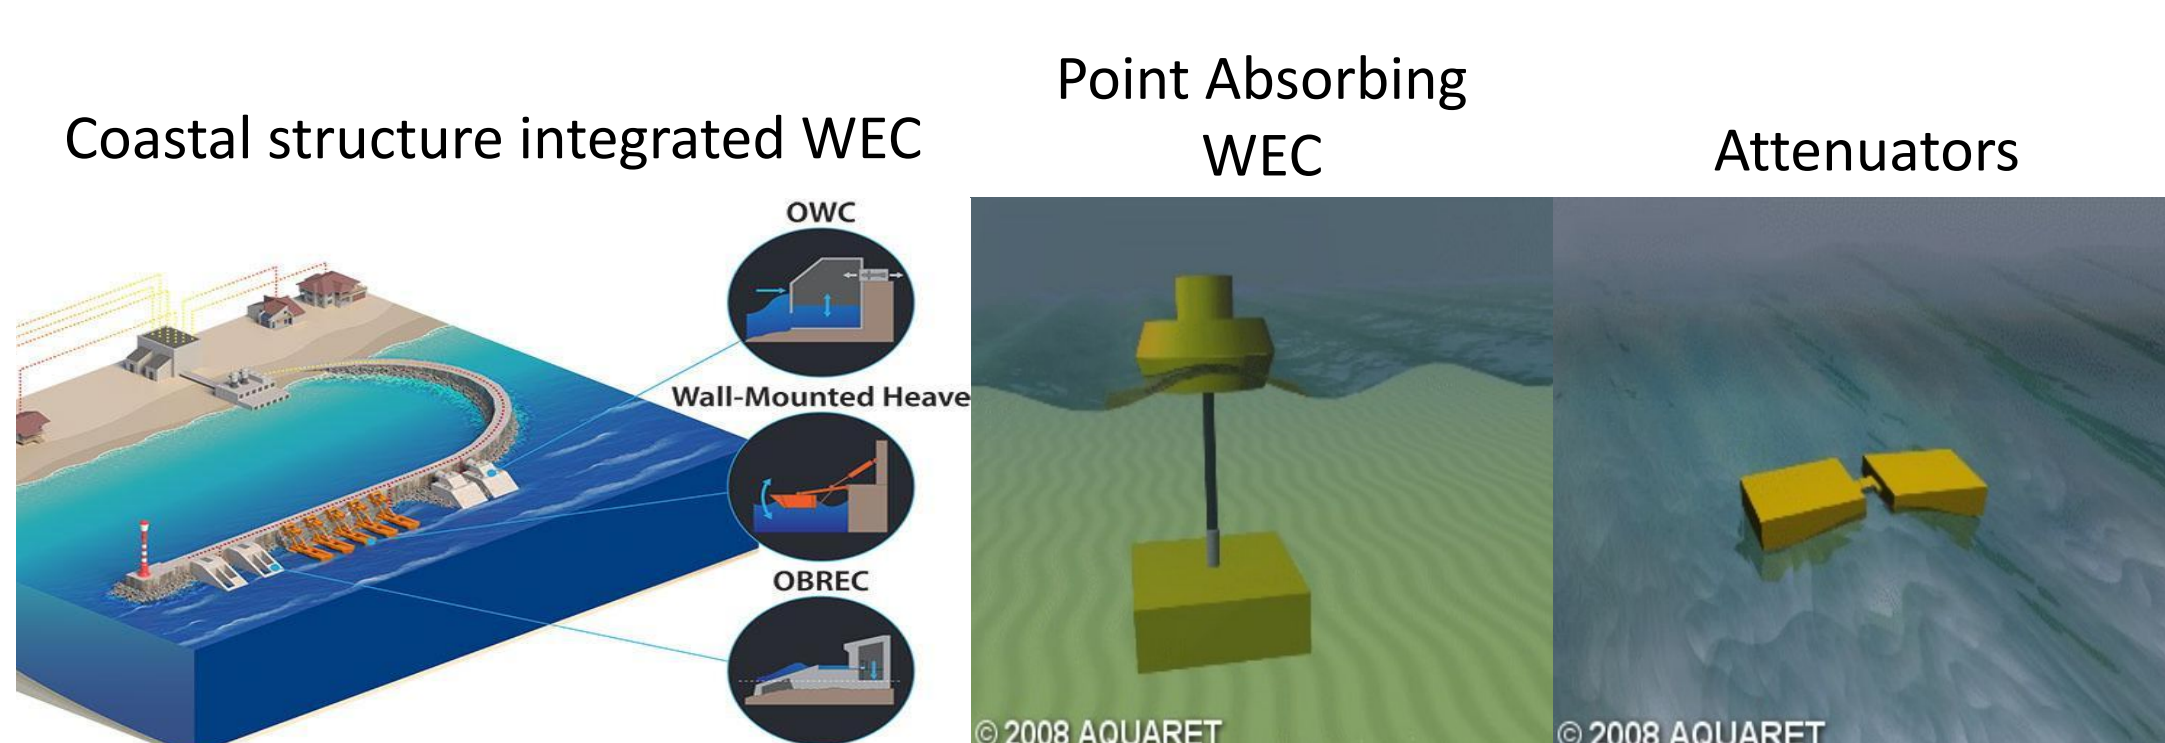 Coastal structure integrated WEC
OWC
Wall-Mounted Heave
OBREC
Point Absorbing
WEC
© 2008 AQUARET
Attenuators
© 2008 AQUARET